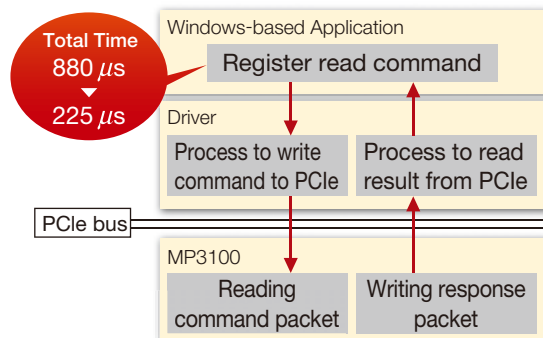 Total Time
880 μs
225 μs
Windows-based Application
Register read command
Driver
Process to write
command to PCIe
Process to read
result from PCIe
PCIe bus
MP3100
Reading
command packet
Writing response
packet